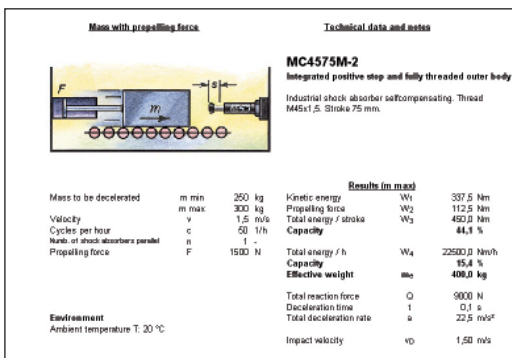 Mass with propelling force
Technical data and notes
F
m
s
MC4575M-2
Integrated positive stop and fully threaded outer body
Industrial shock absorber selfcompensating. Thread
M45x1,5. Stroke 75 mm.
Results (m max)
Mass to be decelerated m min 250 kg
m max 300 kg
Velocity v 1,5 m/s
Cycles per hour c 50 1/h
Numb. of shock absorbers parallel n 1 -
Propelling force F 1500 N
Kinetic energy W1 337,5 Nm
Propelling force W2 112,5 Nm
Total energy / stroke W3 450,0 Nm
Capacity 44,1 %
Total energy / h W4 22500,0 Nm/h
Capacity 15,4 %
Effective weight me 400,0 kg
Total reaction force Q 9000 N
Deceleration time t 0,1 s
Total deceleration rate a 22,5 m/s²
Impact velocity vD 1,50 m/s
Environment
Ambient temperature T: 20 °C